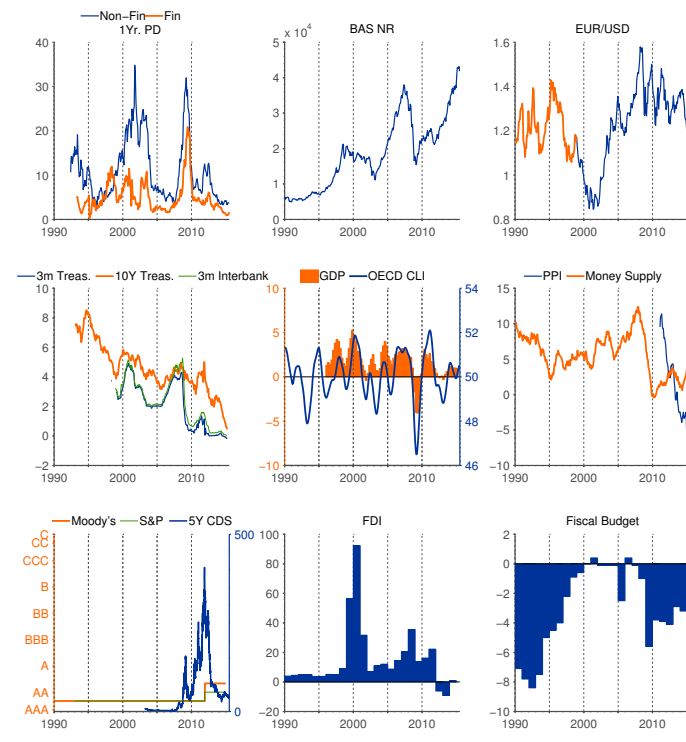 Non-Fin Fin
1Yr. PD
BAS NR
EUR/USD
40
30
20
10
0
1990 2000 2010
5 x 10⁴
4
3
2
1
0
1990 2000 2010
1.6
1.4
1.2
1
0.8
1990 2000 2010
3m Treas. 10Y Treas. 3m Interbank
GDP OECD CLI
PPI Money Supply
10
8
6
4
2
0
−2
1990 2000 2010
10
5
0
−5
−10
54
52
50
48
46
1990 2000 2010
15
10
5
0
−5
−10
1990 2000 2010
Moody's S&P 5Y CDS
FDI
Fiscal Budget
C
CC
CCC
B
BB
BBB
A
AA
AAA
500
0
1990 2000 2010
100
80
60
40
20
0
−20
1990 2000 2010
2
0
−2
−4
−6
−8
−10
1990 2000 2010